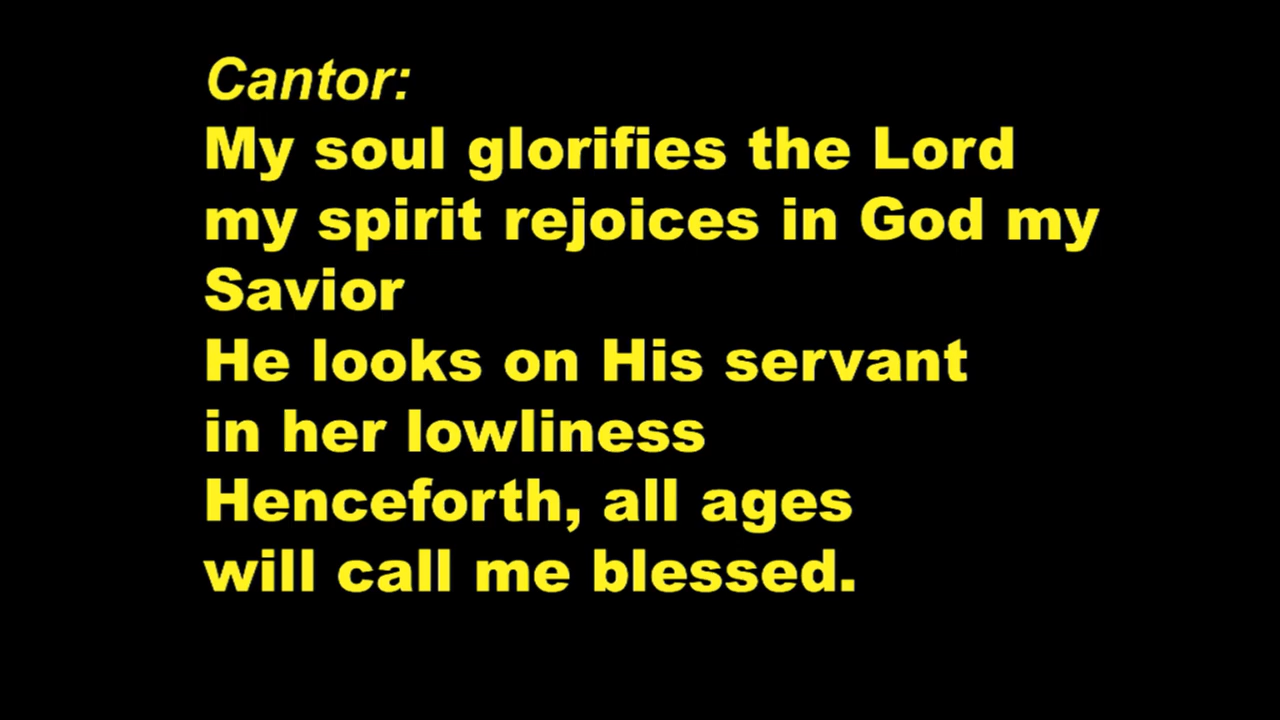 Cantor:
My soul glorifies the Lord
my spirit rejoices in God my
Savior
He looks on His servant
in her lowliness
Henceforth, all ages
will call me blessed.